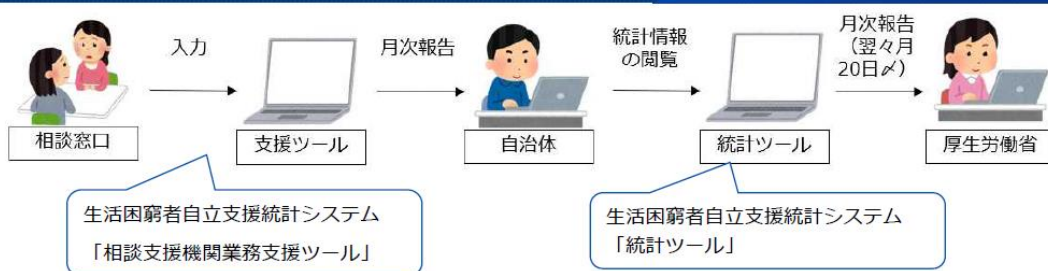 入力
月次報告
統計情報
の閲覧
月次報告
（翌々月
20日〆）
相談窓口
支援ツール
自治体
統計ツール
厚生労働省
生活困窮者自立支援統計システム
「相談支援機関業務支援ツール」
生活困窮者自立支援統計システム
「統計ツール」